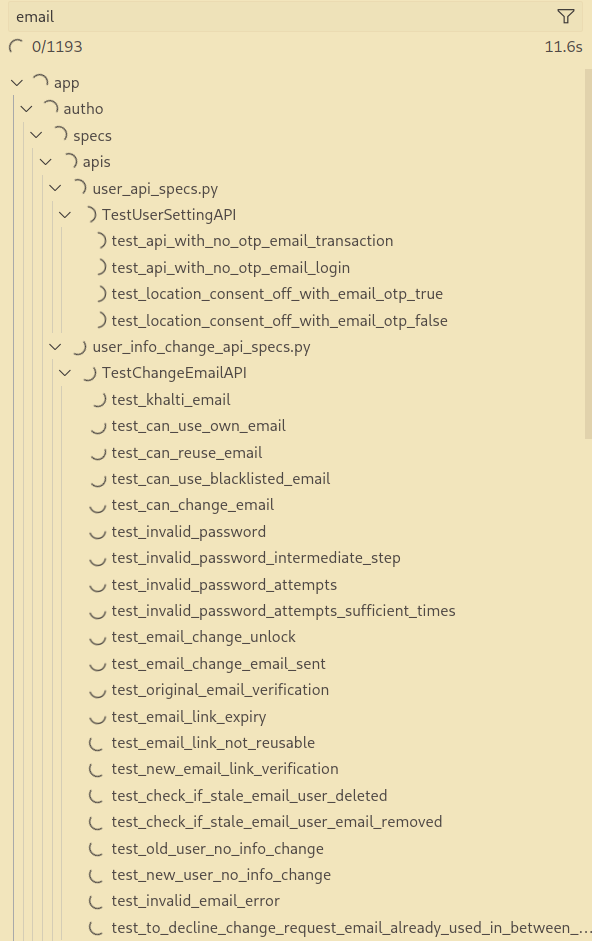 email
0/1193 11.6s
app
autho
specs
apis
user_api_specs.py
TestUserSettingAPI
test_api_with_no_otp_email_transaction
test_api_with_no_otp_email_login
test_location_consent_off_with_email_otp_true
test_location_consent_off_with_email_otp_false
user_info_change_api_specs.py
TestChangeEmailAPI
test_khalti_email
test_can_use_own_email
test_can_reuse_email
test_can_use_blacklisted_email
test_can_change_email
test_invalid_password
test_invalid_password_intermediate_step
test_invalid_password_attempts
test_invalid_password_attempts_sufficient_times
test_email_change_unlock
test_email_change_email_sent
test_original_email_verification
test_email_link_expiry
test_email_link_not_reusable
test_new_email_link_verification
test_check_if_stale_email_user_deleted
test_check_if_stale_email_user_email_removed
test_old_user_no_info_change
test_new_user_no_info_change
test_invalid_email_error
test_to_decline_change_request_email_already_used_in_between_...